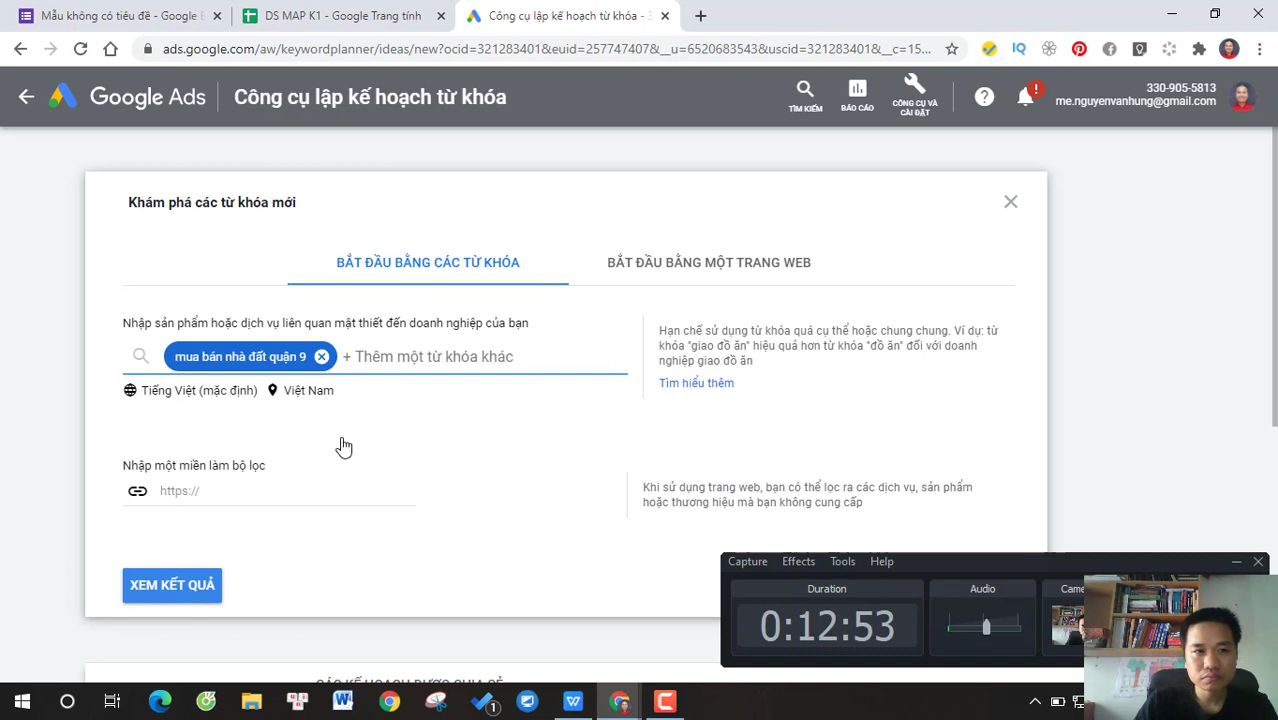 Mẫu không có tiêu đề - Google B
DS MAP K1 - Google Trang tính
Công cụ lập kế hoạch từ khóa - 3
ads.google.com/aw/keywordplanner/ideas/new?ocid=321283401&euid=257747407&__u=6520683543&uscid=321283401&__c=15...
Google Ads
Công cụ lập kế hoạch từ khóa
TÌM KIẾM
BÁO CÁO
CÔNG CỤ VÀ
CÀI ĐẶT
330-905-5813
me.nguyenvanhung@gmail.com
Khám phá các từ khóa mới
BẮT ĐẦU BẰNG CÁC TỪ KHÓA
BẮT ĐẦU BẰNG MỘT TRANG WEB
Nhập sản phẩm hoặc dịch vụ liên quan mật thiết đến doanh nghiệp của bạn
mua bán nhà đất quận 9
+ Thêm một từ khóa khác
Tiếng Việt (mặc định)
Việt Nam
Hạn chế sử dụng từ khóa quá cụ thể hoặc chung chung. Ví dụ: từ
khóa "giao đồ ăn" hiệu quả hơn từ khóa "đồ ăn" đối với doanh
nghiệp giao đồ ăn
Tìm hiểu thêm
Nhập một miền làm bộ lọc
https://
Khi sử dụng trang web, bạn có thể lọc ra các dịch vụ, sản phẩm
hoặc thương hiệu mà bạn không cung cấp
XEM KẾT QUẢ
CÁC KẾ HOẠCH ĐƯỢC CHIA SẺ
Capture
Effects
Tools
Help
Duration
0:12:53
Audio
Came
1